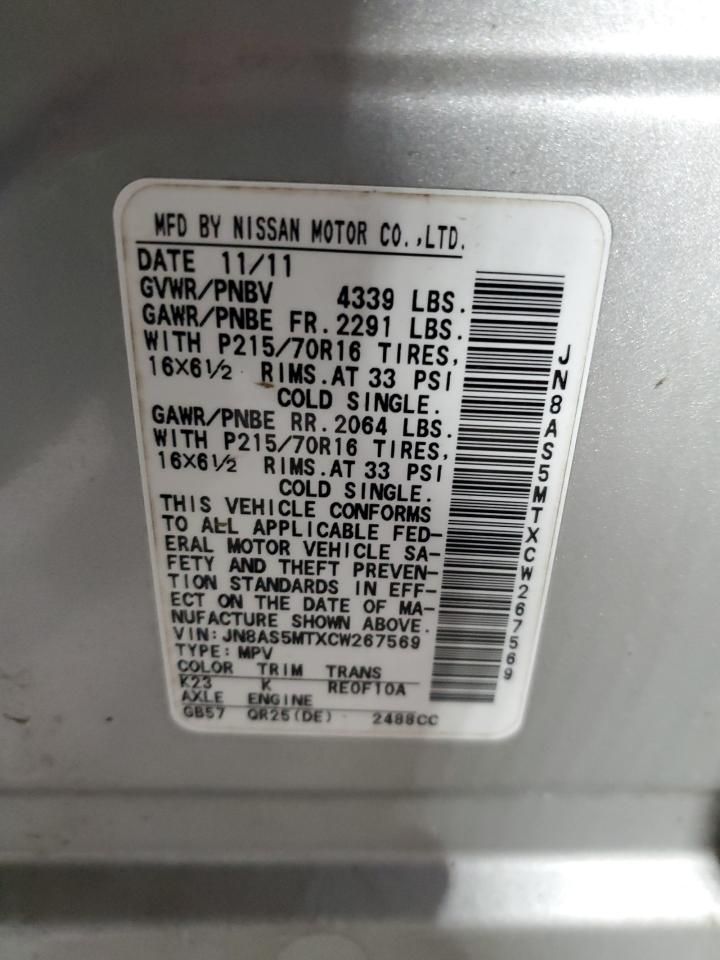 MFD BY NISSAN MOTOR CO.,LTD.
DATE 11/11
GVWR/PNBV 4339 LBS.
GAWR/PNBE FR.2291 LBS.
WITH P215/70R16 TIRES,
16X6½ RIMS.AT 33 PSI
COLD SINGLE.
GAWR/PNBE RR.2064 LBS.
WITH P215/70R16 TIRES,
16X6½ RIMS.AT 33 PSI
COLD SINGLE.
THIS VEHICLE CONFORMS
TO ALL APPLICABLE FED-
ERAL MOTOR VEHICLE SA-
FETY AND THEFT PREVEN-
TION STANDARDS IN EFF-
ECT ON THE DATE OF MA-
NUFACTURE SHOWN ABOVE.
VIN:JN8AS5MTXCW267569
TYPE:MPV
COLOR TRIM TRANS
K23 K RE0F10A
AXLE ENGINE
GB57 QR25(DE) 2488CC
JN8AS5MTXCW267569